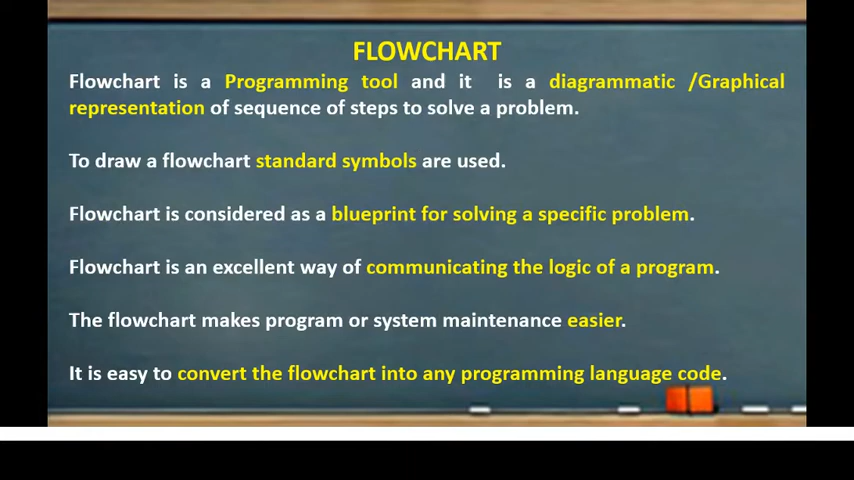 FLOWCHART
Flowchart is a Programming tool and it is a diagrammatic /Graphical
representation of sequence of steps to solve a problem.
To draw a flowchart standard symbols are used.
Flowchart is considered as a blueprint for solving a specific problem.
Flowchart is an excellent way of communicating the logic of a program.
The flowchart makes program or system maintenance easier.
It is easy to convert the flowchart into any programming language code.